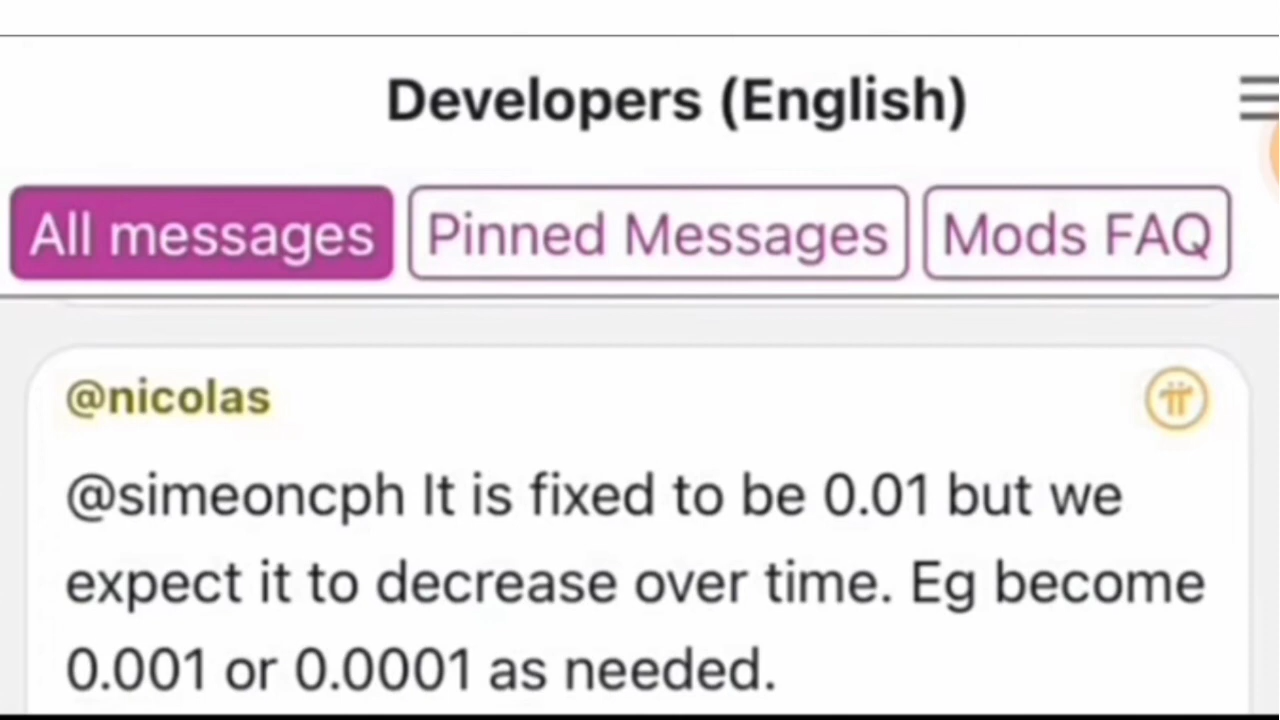 Developers (English)
All messages
Pinned Messages
Mods FAQ
@nicolas
@simeoncph It is fixed to be 0.01 but we
expect it to decrease over time. Eg become
0.001 or 0.0001 as needed.